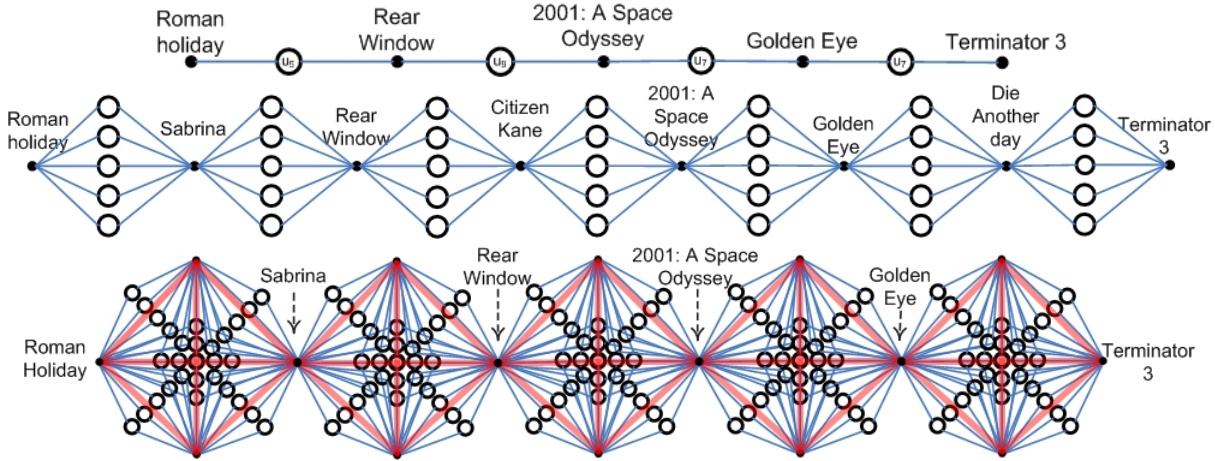 Roman
holiday
Rear
Window
2001: A Space
Odyssey
Golden Eye
Terminator 3
u5
u9
u7
u7
Roman
holiday
Sabrina
Rear
Window
Citizen
Kane
2001: A
Space
Odyssey
Golden
Eye
Die
Another
day
Terminator
3
Roman
Holiday
Sabrina
Rear
Window
2001: A Space
Odyssey
Golden
Eye
Terminator
3